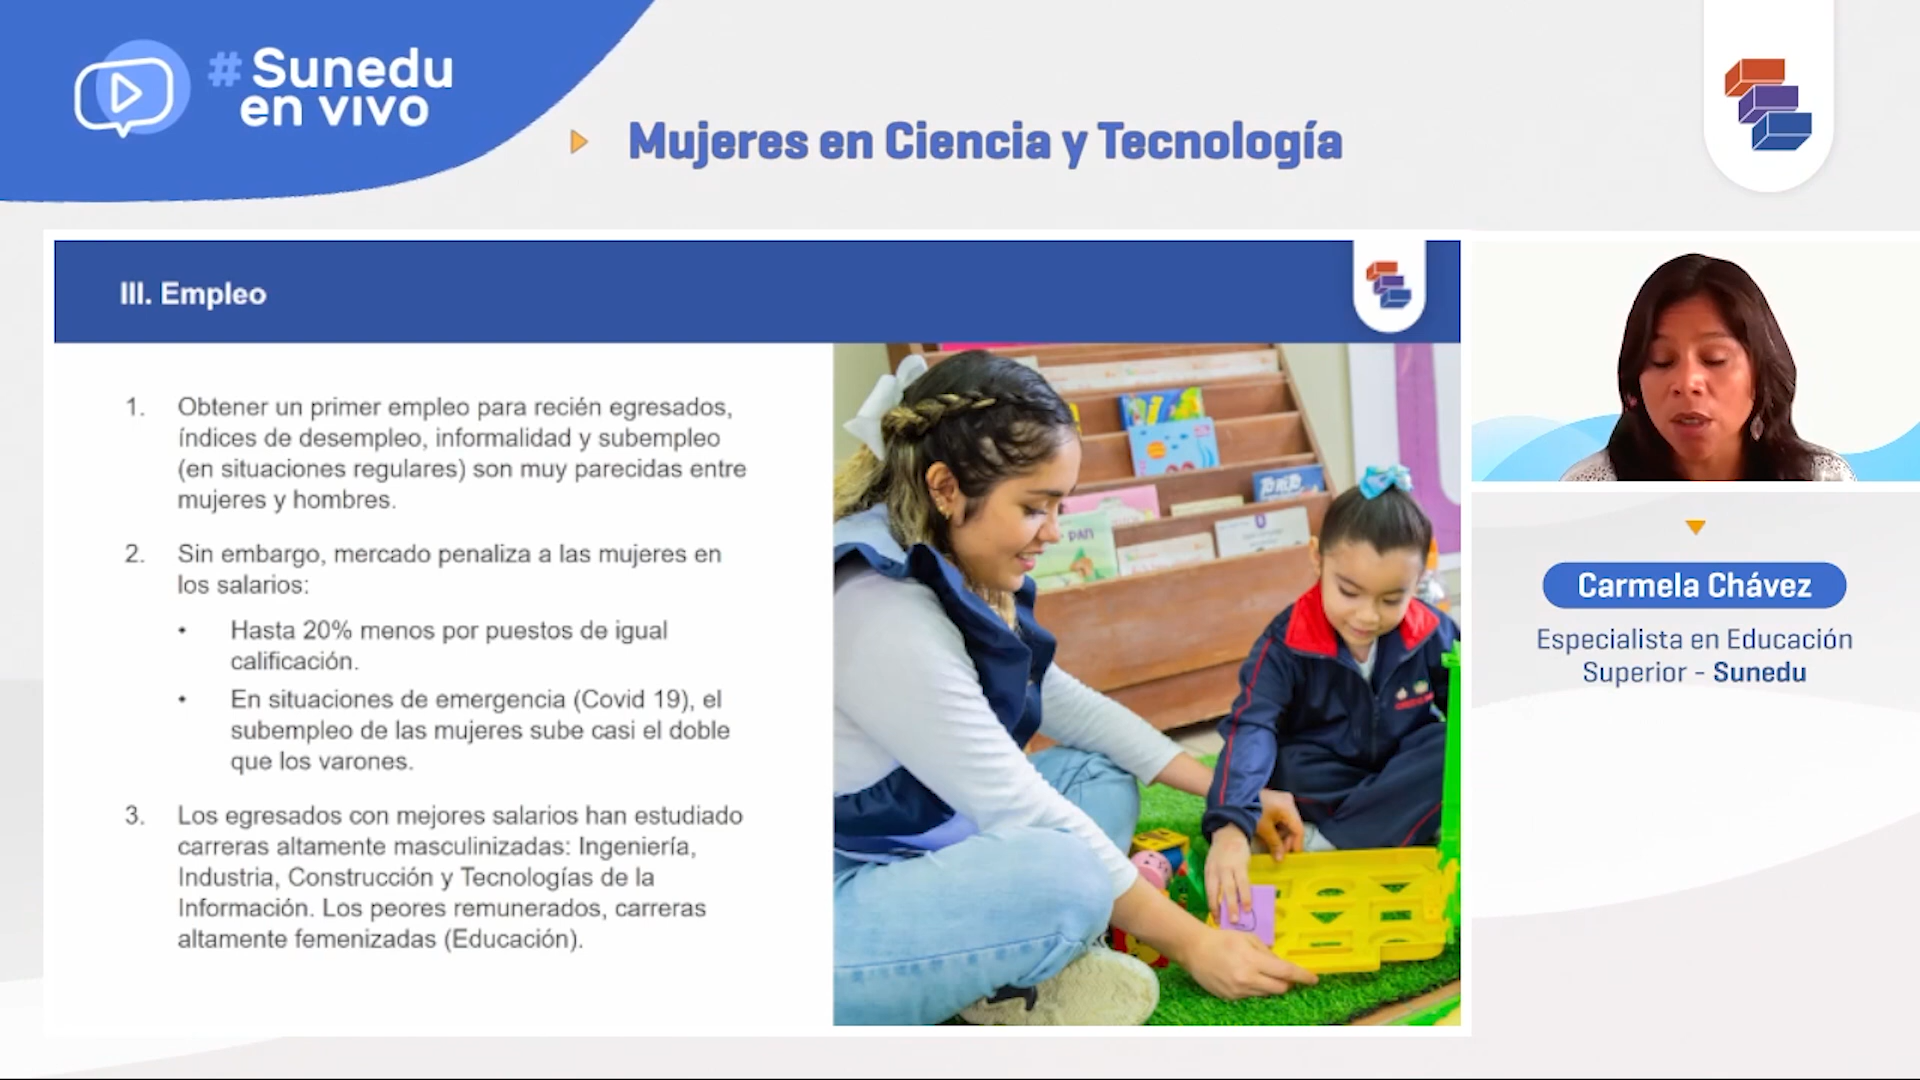 # Sunedu
en vivo
Mujeres en Ciencia y Tecnología
III. Empleo
1. Obtener un primer empleo para recién egresados,
índices de desempleo, informalidad y subempleo
(en situaciones regulares) son muy parecidas entre
mujeres y hombres.
2. Sin embargo, mercado penaliza a las mujeres en
los salarios:
• Hasta 20% menos por puestos de igual
calificación.
• En situaciones de emergencia (Covid 19), el
subempleo de las mujeres sube casi el doble
que los varones.
3. Los egresados con mejores salarios han estudiado
carreras altamente masculinizadas: Ingeniería,
Industria, Construcción y Tecnologías de la
Información. Los peores remunerados, carreras
altamente femenizadas (Educación).
PAN
Carmela Chávez
Especialista en Educación
Superior - Sunedu